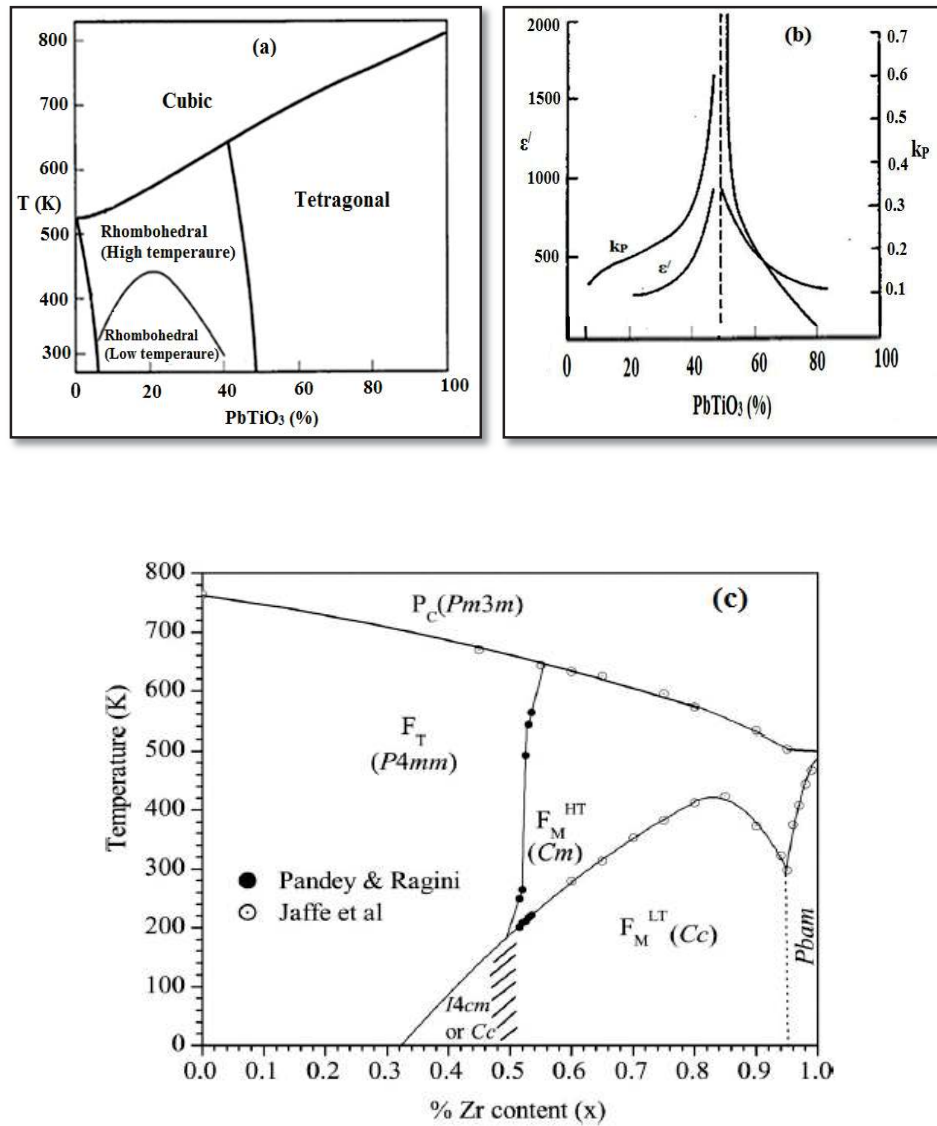 (a)
800
700
600
T (K)
500
400
300
Cubic
Tetragonal
Rhombohedral
(High temperaure)
Rhombohedral
(Low temperaure)
0 20 40 60 80 100
PbTiO₃ (%)
(b)
2000
1500
1000
500
ε/
0.7
0.6
0.5
0.4
0.3
0.2
0.1
kP
kP
ε/
0 20 40 60 80 100
PbTiO₃ (%)
(c)
800
700
600
500
400
300
200
100
0
Temperature (K)
PC(Pm3m)
FT
(P4mm)
FMHT
(Cm)
Pandey & Ragini
Jaffe et al
FMLT (Cc)
Pbam
I4cm
or Cc
0.0 0.1 0.2 0.3 0.4 0.5 0.6 0.7 0.8 0.9 1.0
% Zr content (x)